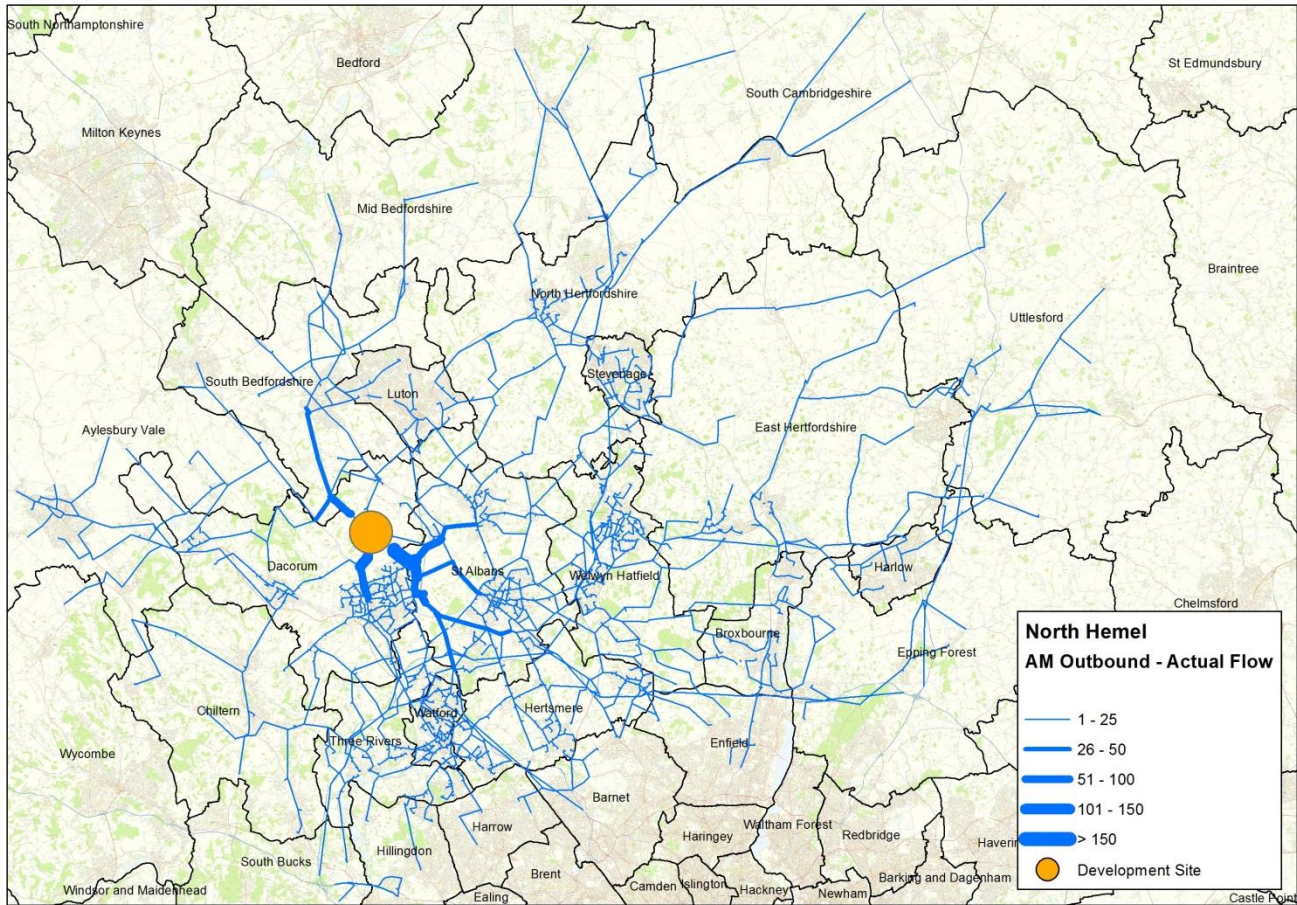 South Northamptonshire
Bedford
St Edmundsbury
South Cambridgeshire
Milton Keynes
Mid Bedfordshire
Braintree
North Hertfordshire
Uttlesford
Stevenage
South Bedfordshire
Luton
Aylesbury Vale
East Hertfordshire
Dacorum
St Albans
Welwyn Hatfield
Harlow
Chelmsford
Broxbourne
Epping Forest
Chiltern
Watford
Hertsmere
Three Rivers
Enfield
Wycombe
Barnet
Harrow
Haringey
Waltham Forest
Redbridge
Haverin
South Bucks
Hillingdon
Brent
Barking and Dagenham
Windsor and Maidenhead
Camden
Islington
Hackney
Newham
Ealing
Castle Point
North Hemel
AM Outbound - Actual Flow
1 - 25
26 - 50
51 - 100
101 - 150
> 150
Development Site